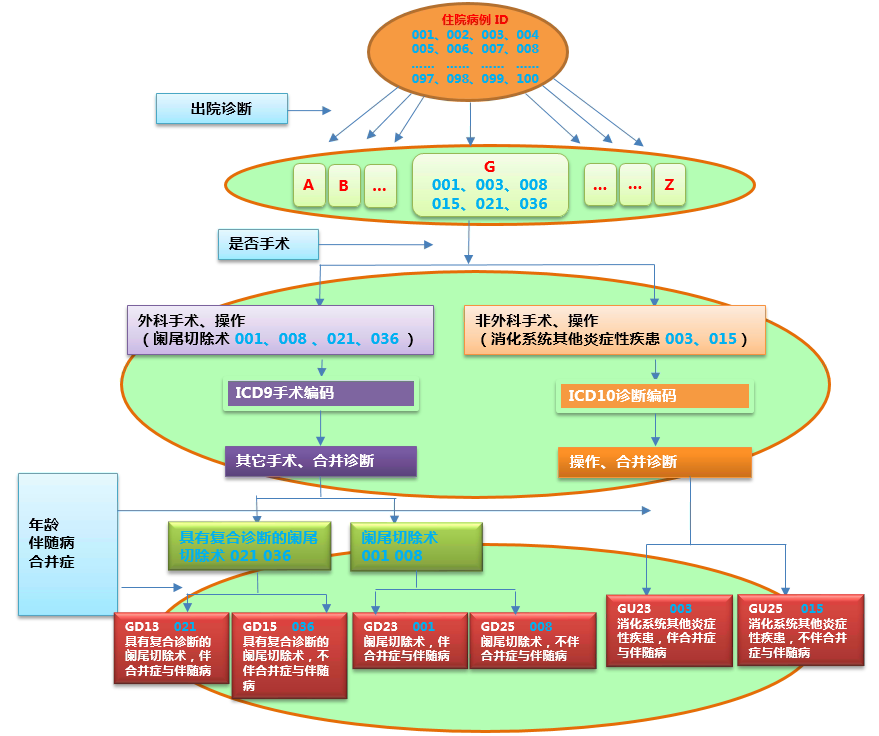 住院病例 ID
001、002、003、004
005、006、007、008
...... ...... ...... ......
097、098、099、100
出院诊断
A
B
...
G
001、003、008
015、021、036
...
...
Z
是否手术
外科手术、操作
（阑尾切除术 001、008 、021、036 ）
非外科手术、操作
（消化系统其他炎症性疾患 003、015）
ICD9手术编码
ICD10诊断编码
其它手术、合并诊断
操作、合并诊断
年龄
伴随病
合并症
具有复合诊断的阑尾
切除术 021 036
阑尾切除术
001 008
GD13 021
具有复合诊断的
阑尾切除术，伴
合并症与伴随病
GD15 036
具有复合诊断的
阑尾切除术，不
伴合并症与伴随
病
GD23 001
阑尾切除术，伴
合并症与伴随病
GD25 008
阑尾切除术，不伴
合并症与伴随病
GU23 003
消化系统其他炎症
性疾患，伴合并症
与伴随病
GU25 015
消化系统其他炎症
性疾患，不伴合并
症与伴随病